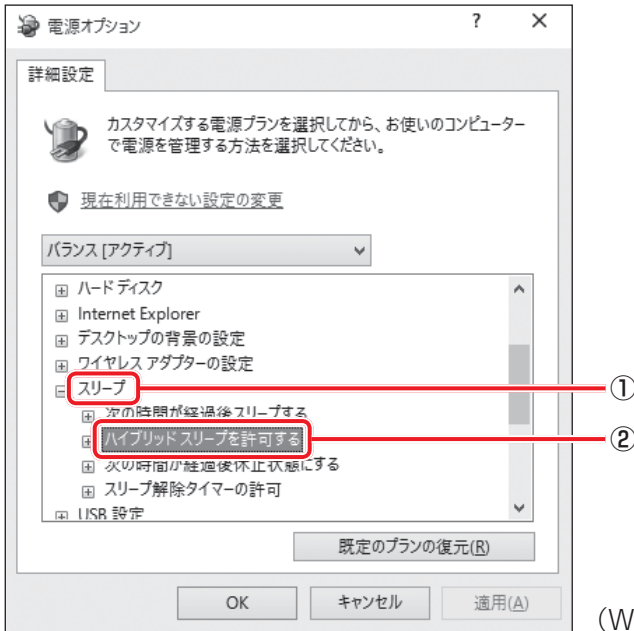 電源オプション ? ×
詳細設定
カスタマイズする電源プランを選択してから、お使いのコンピューター
で電源を管理する方法を選択してください。
現在利用できない設定の変更
バランス [アクティブ]
ハード ディスク
Internet Explorer
デスクトップの背景の設定
ワイヤレス アダプターの設定
スリープ ①
次の時間が経過後スリープする
ハイブリッド スリープを許可する ②
次の時間が経過後休止状態にする
スリープ解除タイマーの許可
USB 設定
既定のプランの復元(R)
OK キャンセル 適用(A)
(W